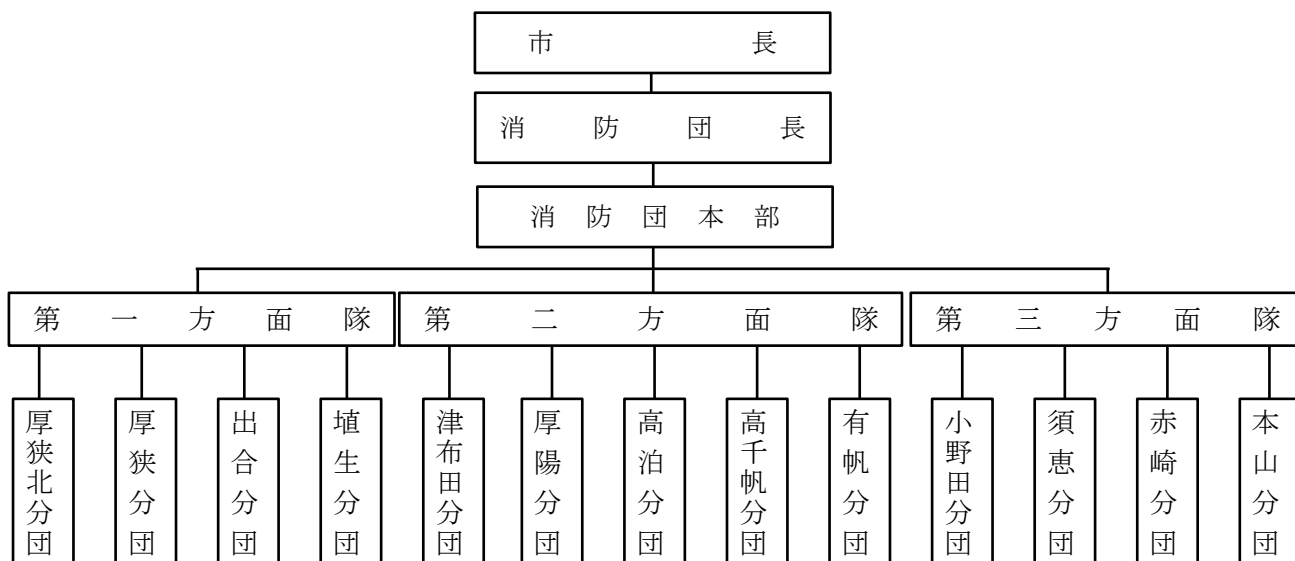 市長
消防団長
消防団本部
第一方面隊
第二方面隊
第三方面隊
厚狭北分団
厚狭分団
出合分団
埴生分団
津布田分団
厚陽分団
高泊分団
高千帆分団
有帆分団
小野田分団
須恵分団
赤崎分団
本山分団